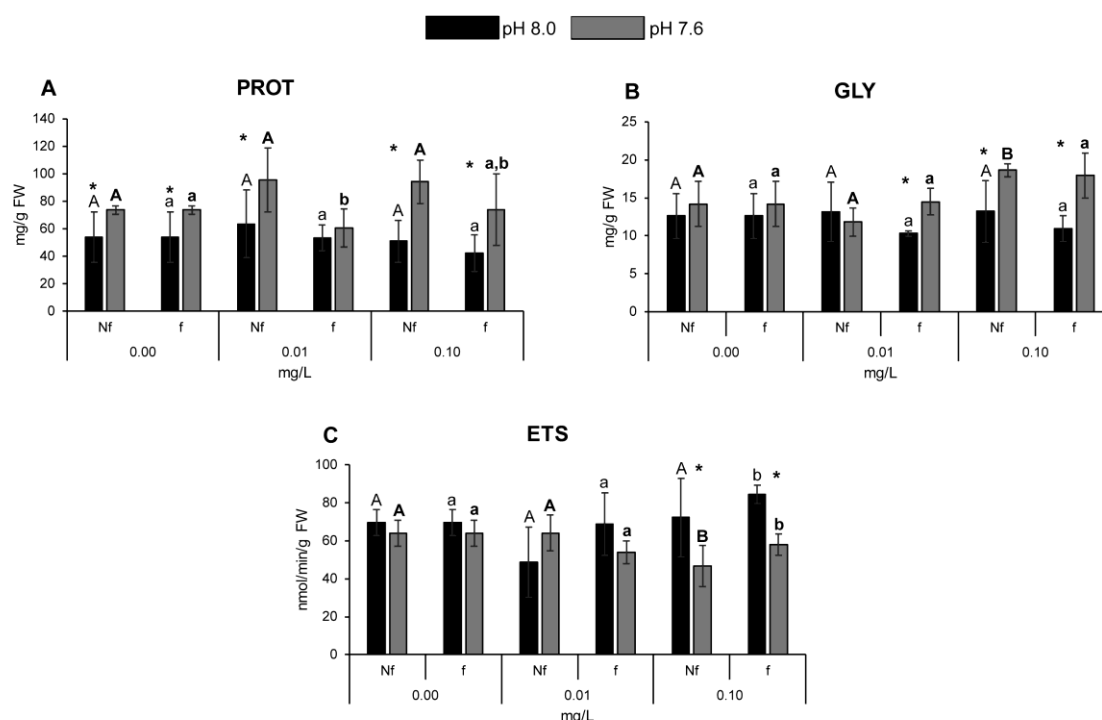 pH 8.0 pH 7.6
A PROT
mg/g FW
140
120
100
80
60
40
20
0
* A A * a a * A A a b * A A * a a,b
Nf f Nf f Nf f
0.00 0.01 0.10
mg/L
B GLY
mg/g FW
25
20
15
10
5
0
A A a a A A * a a * A B * a a
Nf f Nf f Nf f
0.00 0.01 0.10
mg/L
C ETS
nmol/min/g FW
100
80
60
40
20
0
A A a a A A a a A * B b * b
Nf f Nf f Nf f
0.00 0.01 0.10
mg/L